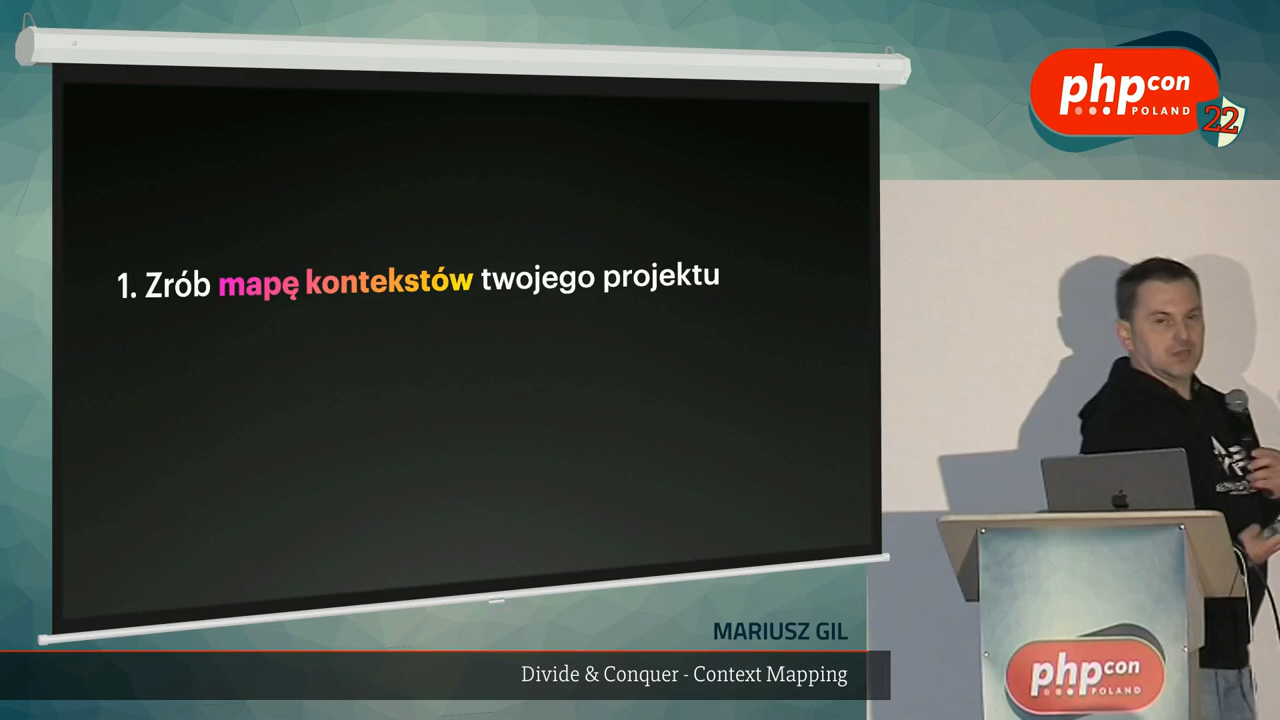 php con
POLAND
22
1. Zrób mapę kontekstów twojego projektu
MARIUSZ GIL
Divide & Conquer - Context Mapping
php con
POLAND